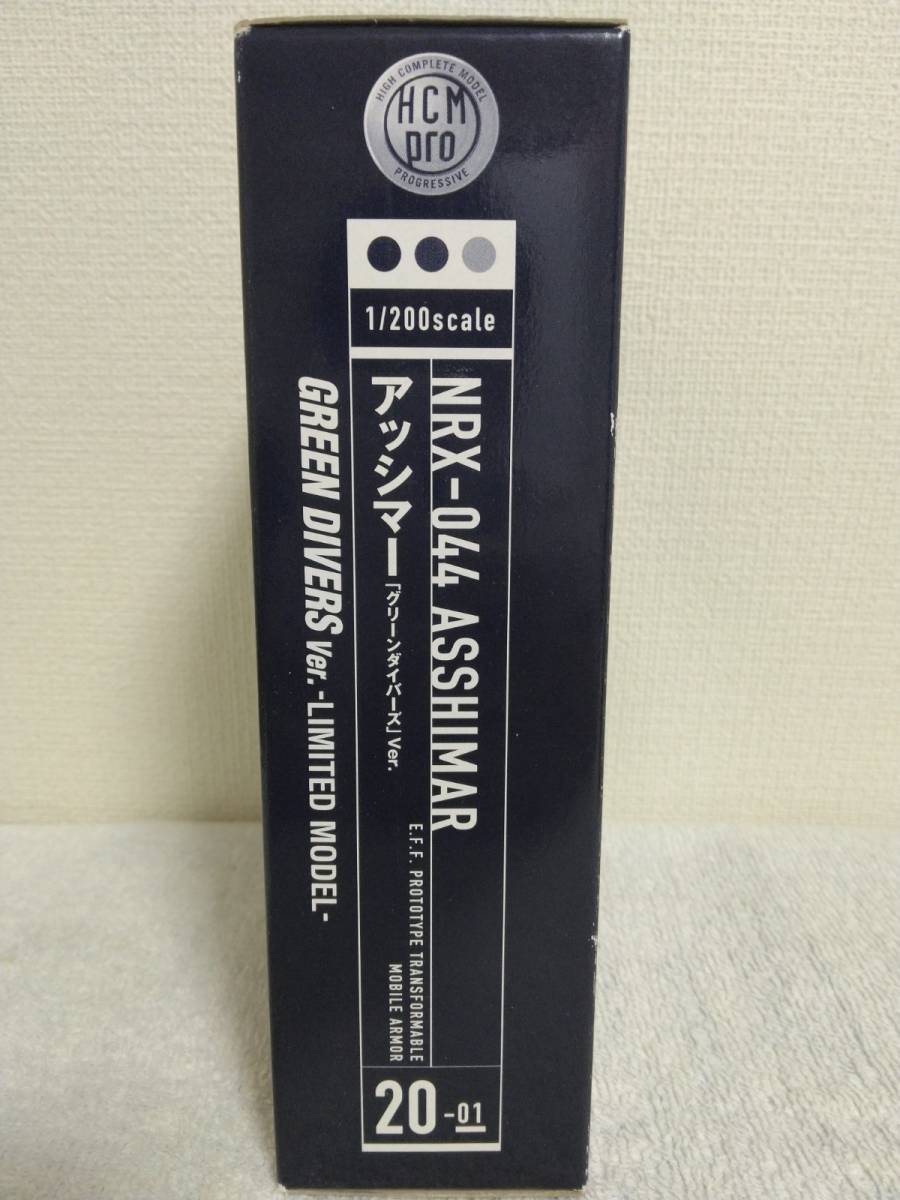 HIGH COMPLETE MODEL
HCM
pro
PROGRESSIVE
1/200scale
NRX-044 ASSHIMAR
アッシマー「グリーンダイバーズ」Ver.
E.F.F. PROTOTYPE TRANSFORMABLE
MOBILE ARMOR
GREEN DIVERS Ver. -LIMITED MODEL-
20-01